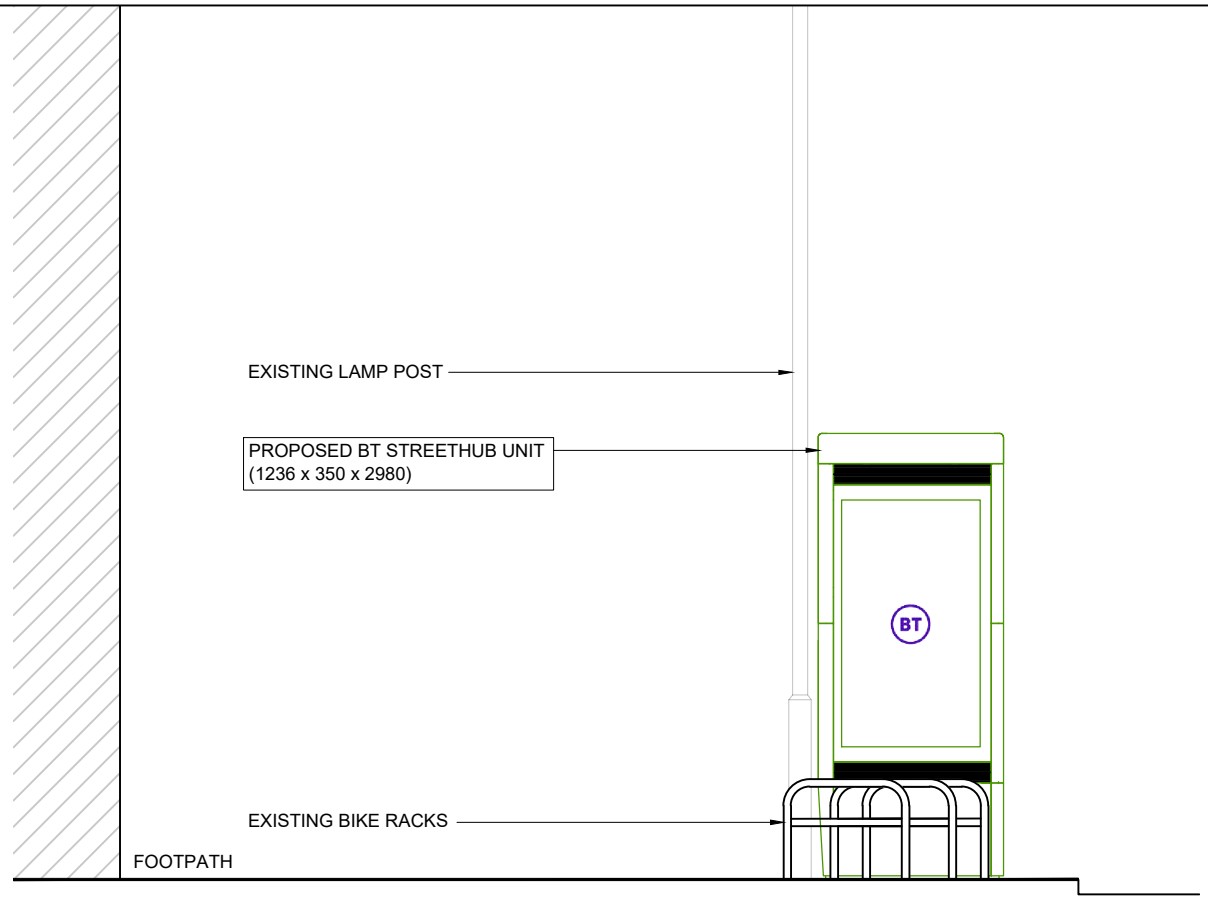 EXISTING LAMP POST
PROPOSED BT STREETHUB UNIT
(1236 x 350 x 2980)
BT
EXISTING BIKE RACKS
FOOTPATH